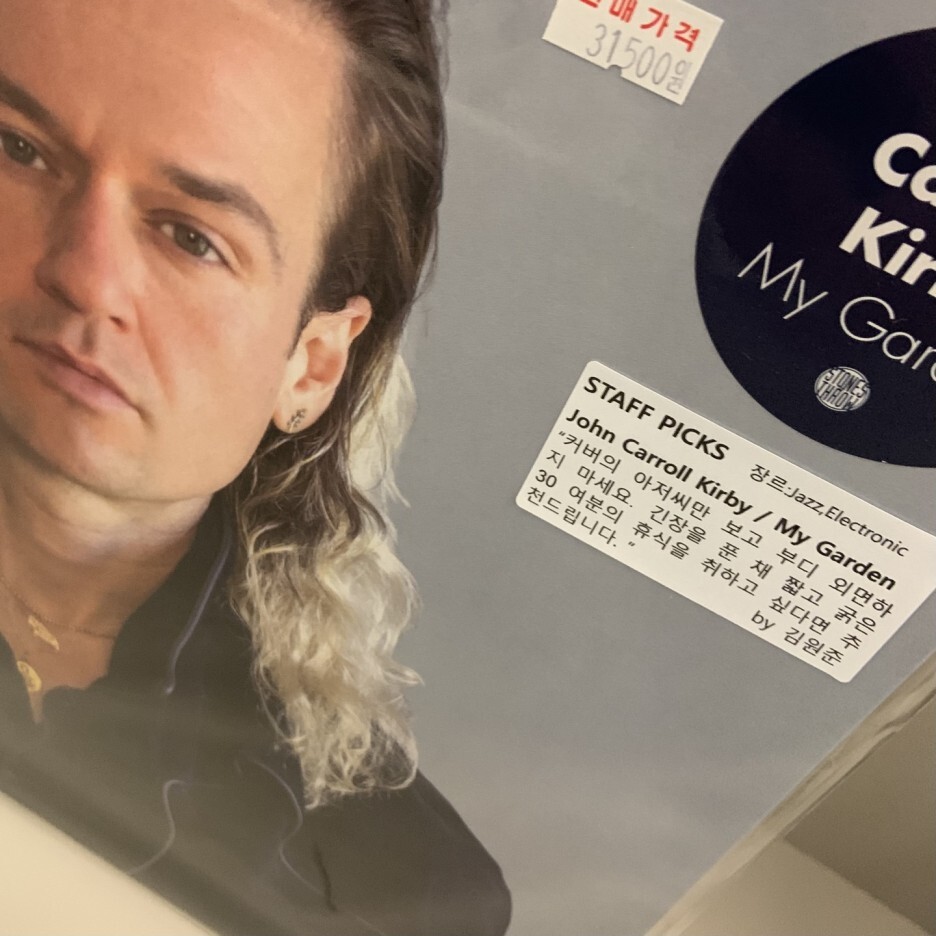 매가격
31500원
Kir
My Gard
STONES
THROW
STAFF PICKS 장르:Jazz,Electronic
John Carroll Kirby / My Garden
"커버의 아저씨만 보고 부디 외면하
지 마세요. 긴장을 푼 채 짧고 굵은
30 여분의 휴식을 취하고 싶다면 추
천드립니다."
by 김원준